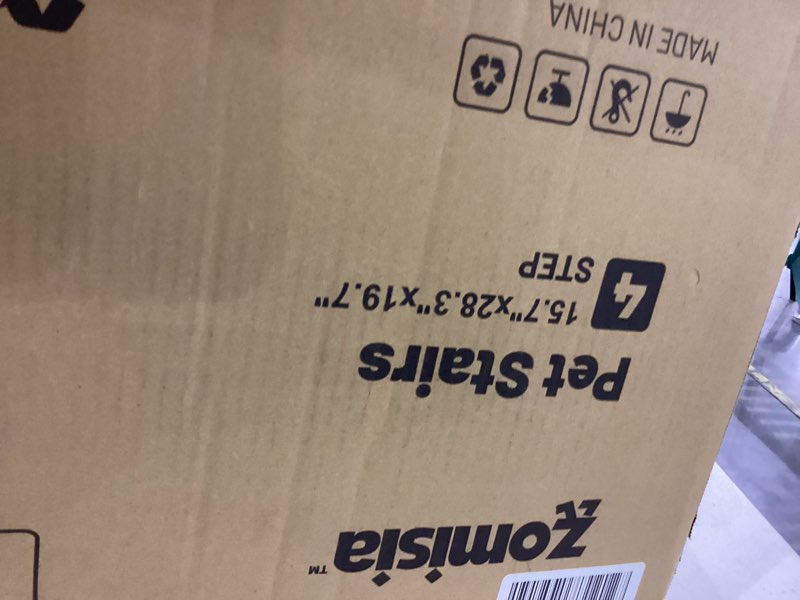 Zomisia™
Pet Stairs
4
15.7"x28.3"x19.7"
STEP
MADE IN CHINA